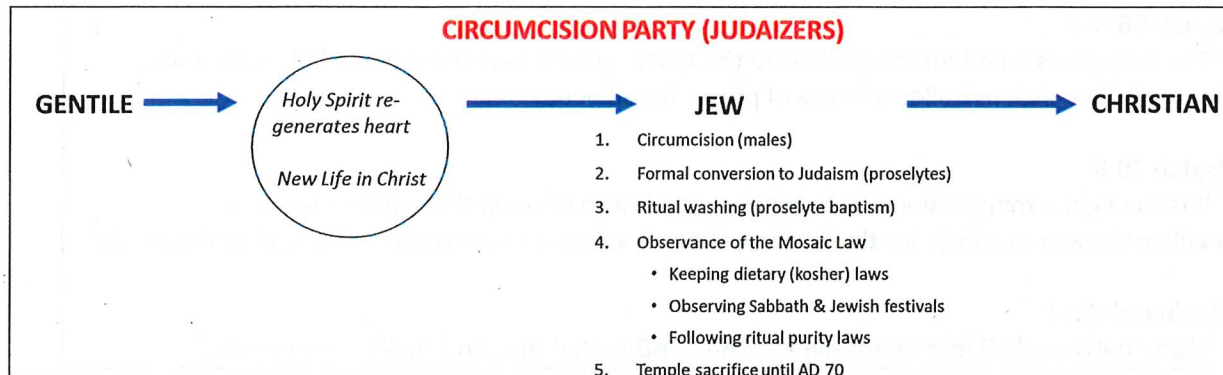 CIRCUMCISION PARTY (JUDAIZERS)
GENTILE
Holy Spirit re-
generates heart
New Life in Christ
JEW
CHRISTIAN
1. Circumcision (males)
2. Formal conversion to Judaism (proselytes)
3. Ritual washing (proselyte baptism)
4. Observance of the Mosaic Law
• Keeping dietary (kosher) laws
• Observing Sabbath & Jewish festivals
• Following ritual purity laws
5. Temple sacrifice until AD 70